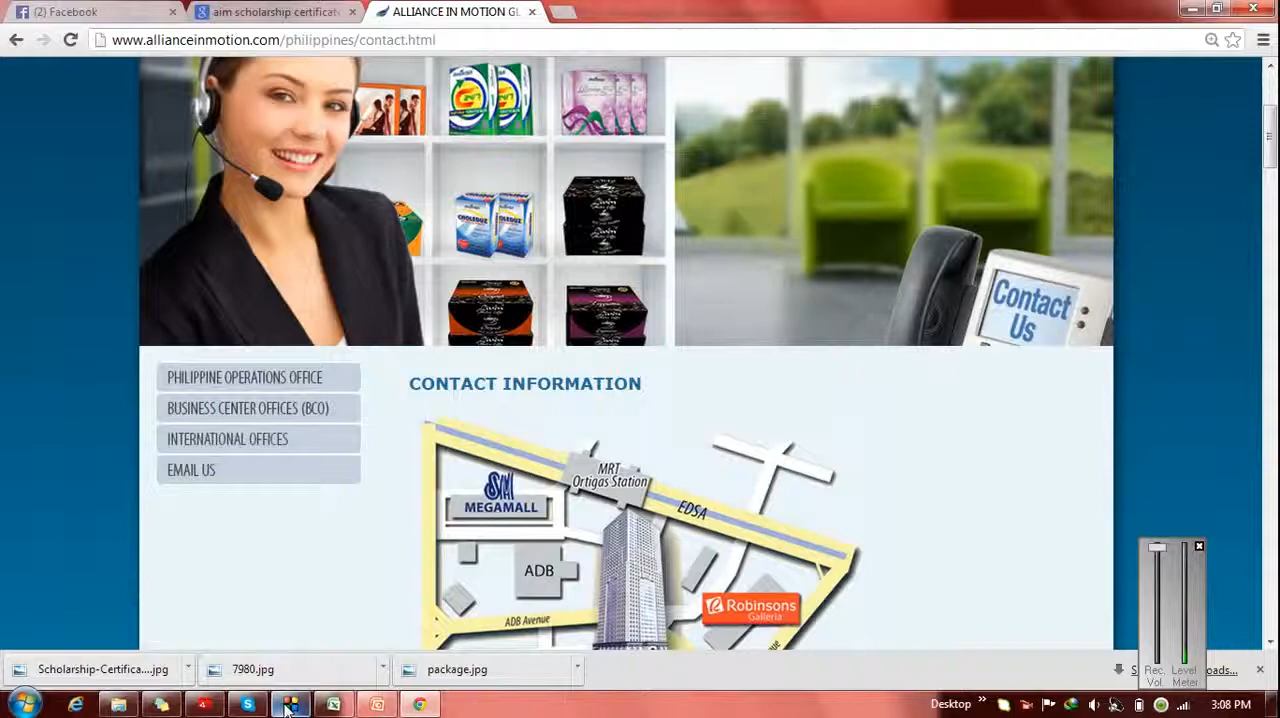 (2) Facebook
aim scholarship certificate
ALLIANCE IN MOTION GL
www.allianceinmotion.com/philippines/contact.html
CHOLEDUZ
Contact
Us
PHILIPPINE OPERATIONS OFFICE
BUSINESS CENTER OFFICES (BCO)
INTERNATIONAL OFFICES
EMAIL US
CONTACT INFORMATION
MRT
Ortigas Station
SM
MEGAMALL
EDSA
ADB
Robinsons
Galleria
ADB Avenue
Scholarship-Certifica....jpg
7980.jpg
package.jpg
Rec. Level
Vol. Meter
oads...
Desktop
3:08 PM